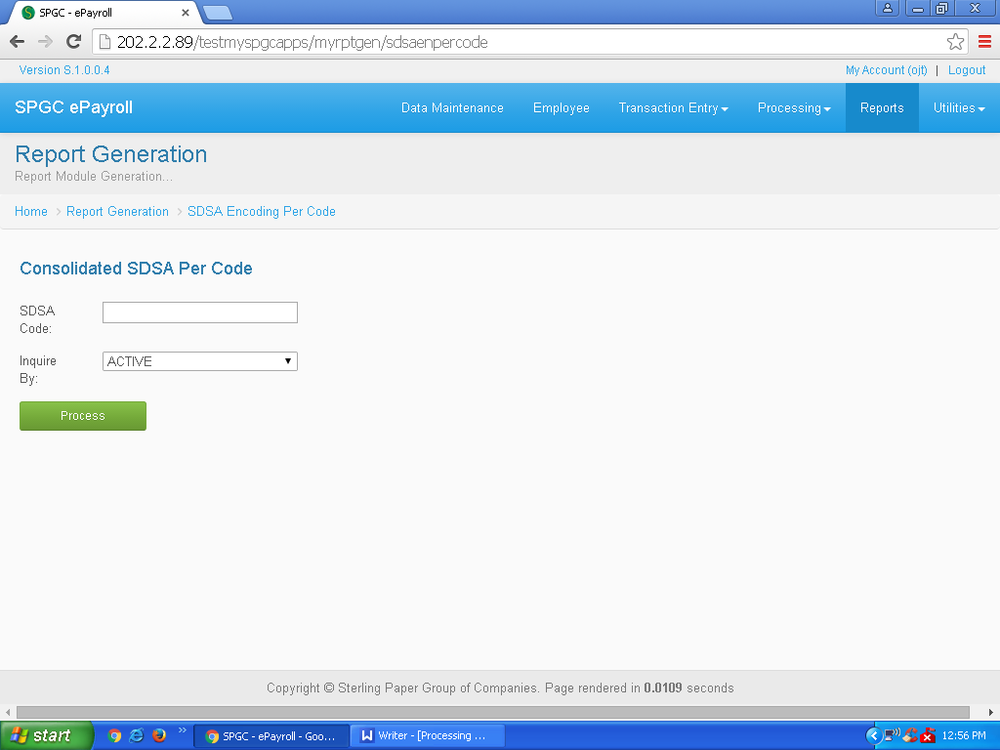 SPGC - ePayroll
202.2.2.89/testmyspgcapps/myrptgen/sdsaenpercode
Version S.1.0.0.4
My Account (ojt) | Logout
SPGC ePayroll
Data Maintenance
Employee
Transaction Entry
Processing
Reports
Utilities
Report Generation
Report Module Generation...
Home > Report Generation > SDSA Encoding Per Code
Consolidated SDSA Per Code
SDSA
Code:
Inquire
By:
ACTIVE
Process
Copyright © Sterling Paper Group of Companies. Page rendered in 0.0109 seconds
start
SPGC - ePayroll - Goo...
Writer - [Processing ...
12:56 PM